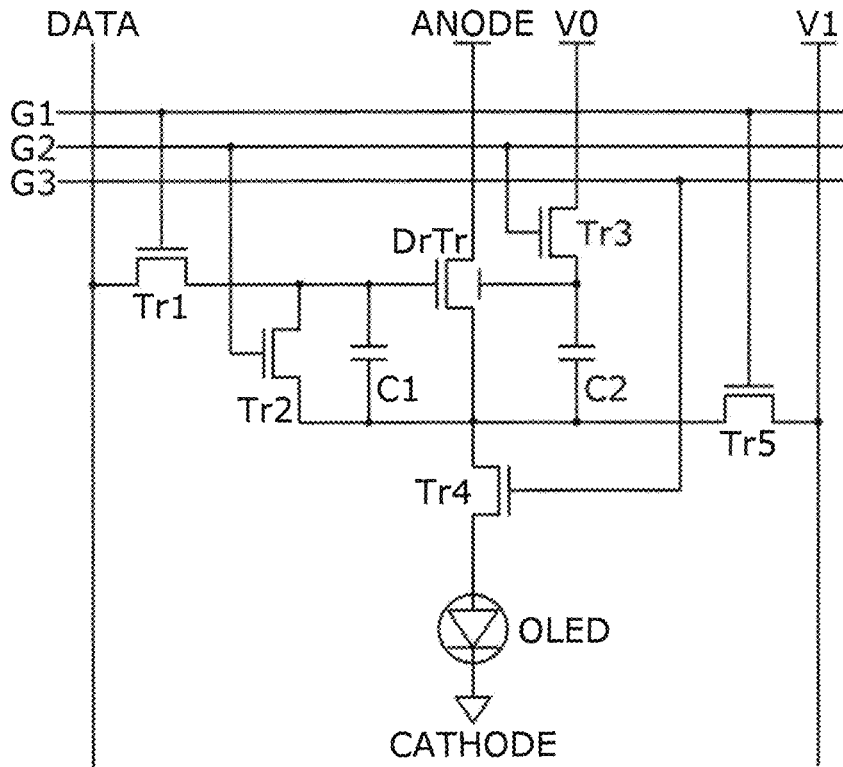 DATA
ANODE
V0
V1
G1
G2
G3
DrTr
Tr3
Tr1
C1
C2
Tr2
Tr5
Tr4
OLED
CATHODE